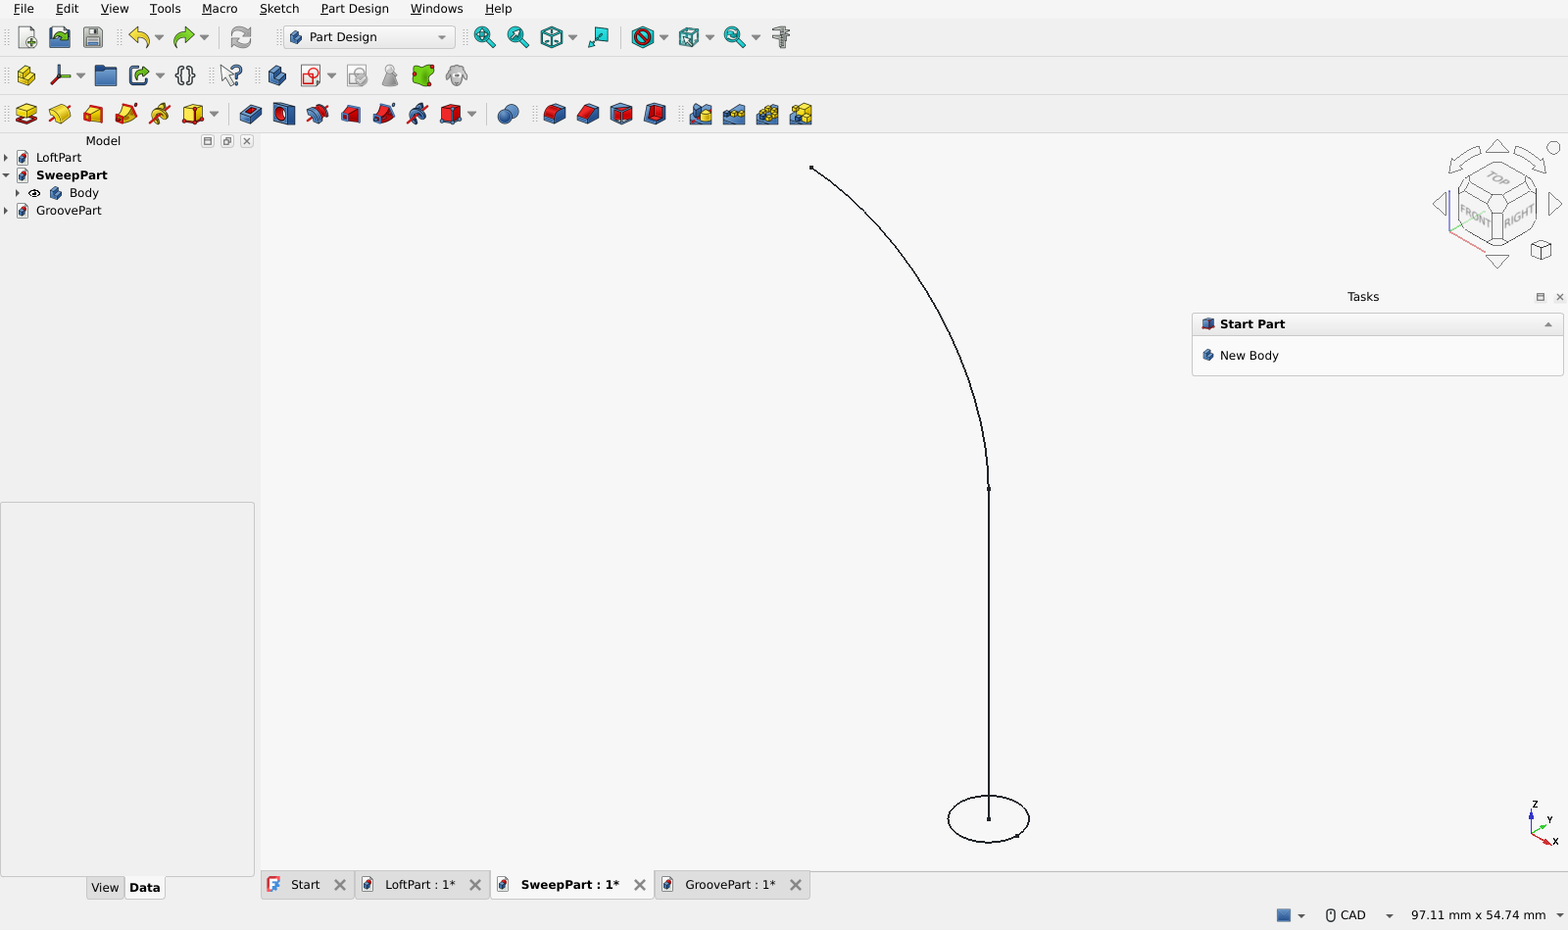 File Edit View Tools Macro Sketch Part Design Windows Help
Part Design
Model
LoftPart
SweepPart
Body
GroovePart
TOP
FRONT
RIGHT
Tasks
Start Part
New Body
Z
Y
X
View Data
Start LoftPart : 1* SweepPart : 1* GroovePart : 1*
CAD 97.11 mm x 54.74 mm